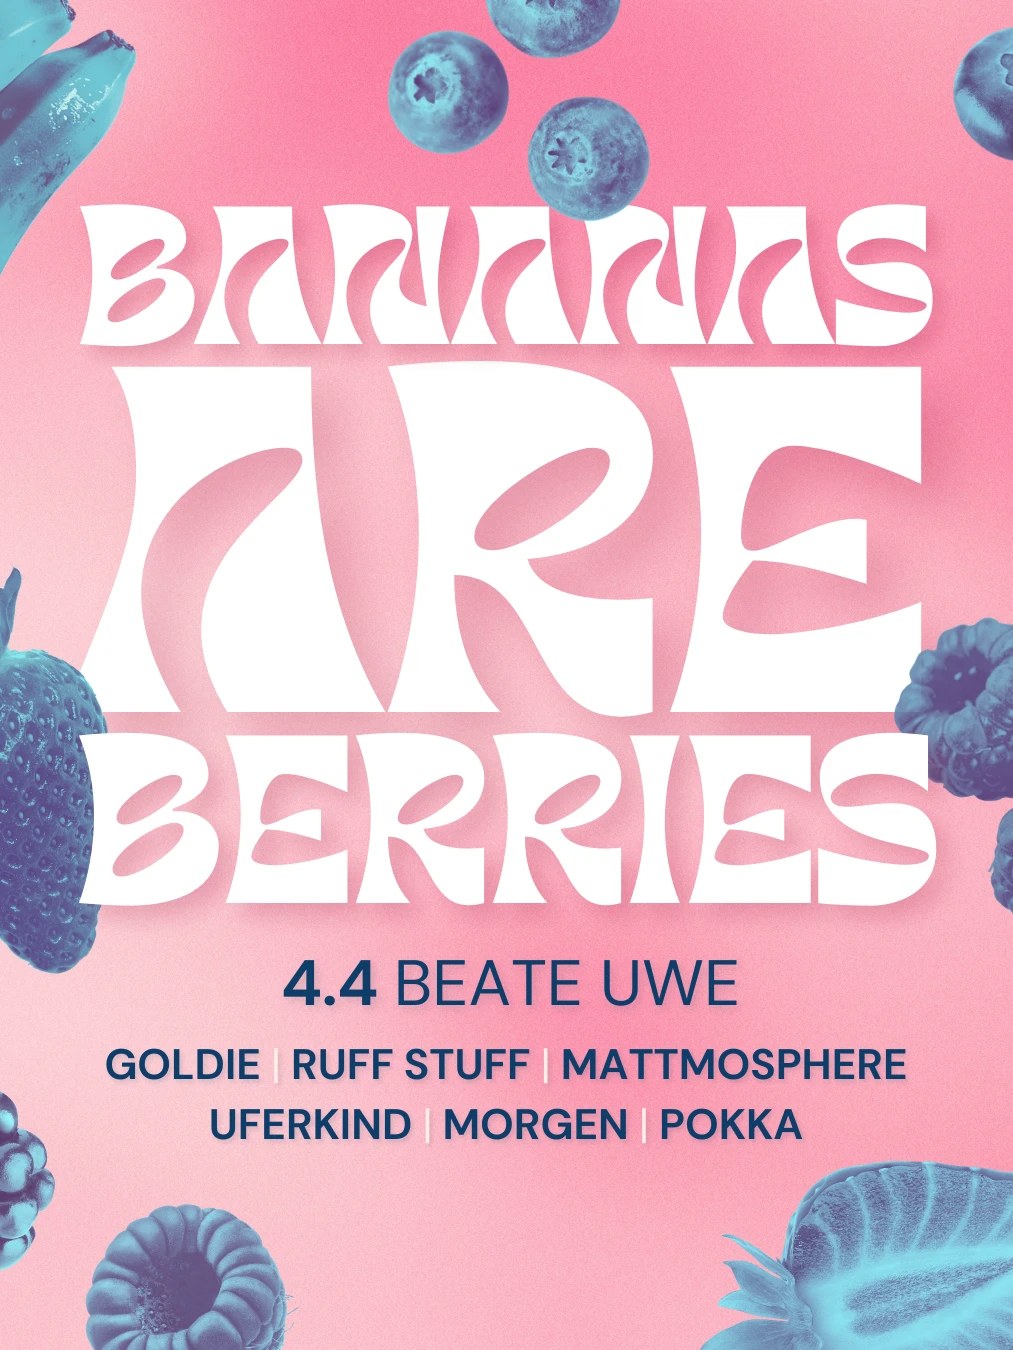 BANANAS
ARE
BERRIES
4.4 BEATE UWE
GOLDIE | RUFF STUFF | MATTMOSPHERE
UFERKIND | MORGEN | POKKA